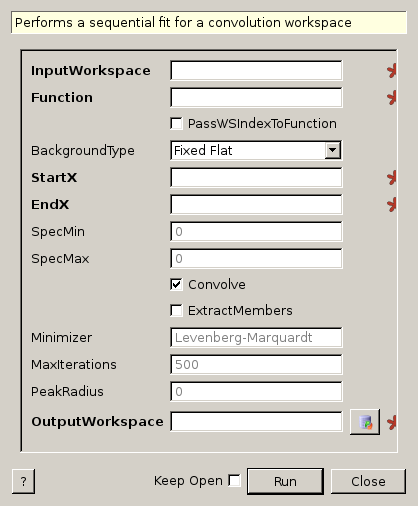 Performs a sequential fit for a convolution workspace
InputWorkspace
Function
PassWSIndexToFunction
BackgroundType Fixed Flat
StartX
EndX
SpecMin 0
SpecMax 0
Convolve
ExtractMembers
Minimizer Levenberg-Marquardt
MaxIterations 500
PeakRadius 0
OutputWorkspace
? Keep Open Run Close